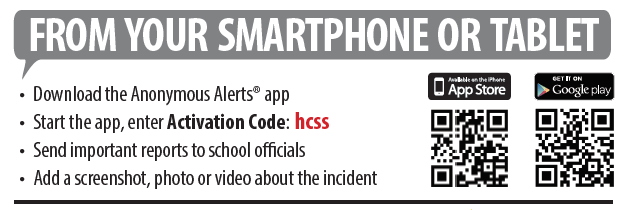 FROM YOUR SMARTPHONE OR TABLET
• Download the Anonymous Alerts® app
• Start the app, enter Activation Code: hcss
• Send important reports to school officials
• Add a screenshot, photo or video about the incident
Available on the iPhone
App Store
GET IT ON
Google play